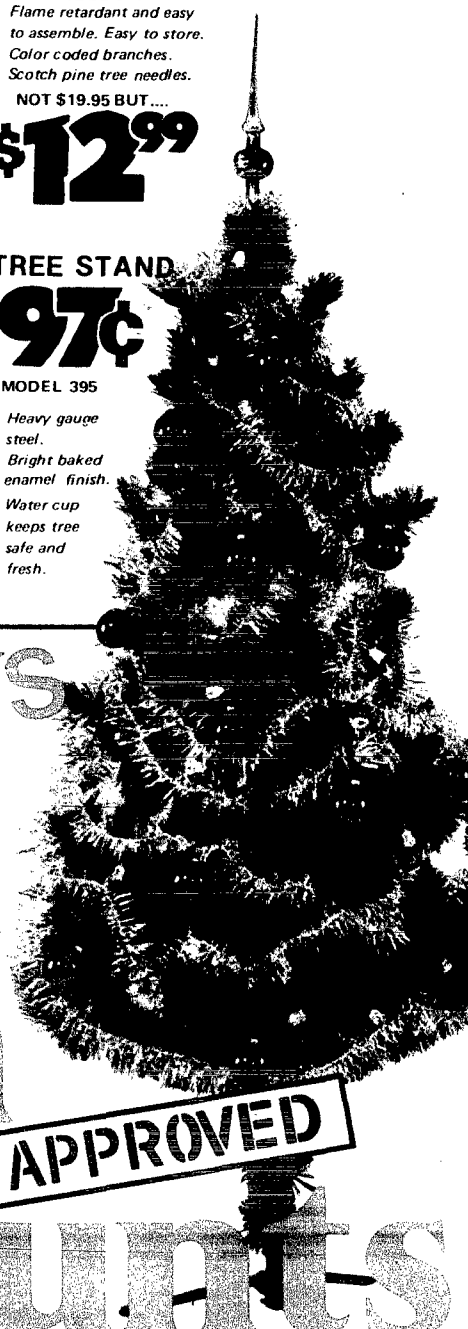 Flame retardant and easy
to assemble. Easy to store.
Color coded branches.
Scotch pine tree needles.
NOT $19.95 BUT....
$12⁹⁹
TREE STAND
97¢
MODEL 395
Heavy gauge
steel.
Bright baked
enamel finish.
Water cup
keeps tree
safe and
fresh.
APPROVED